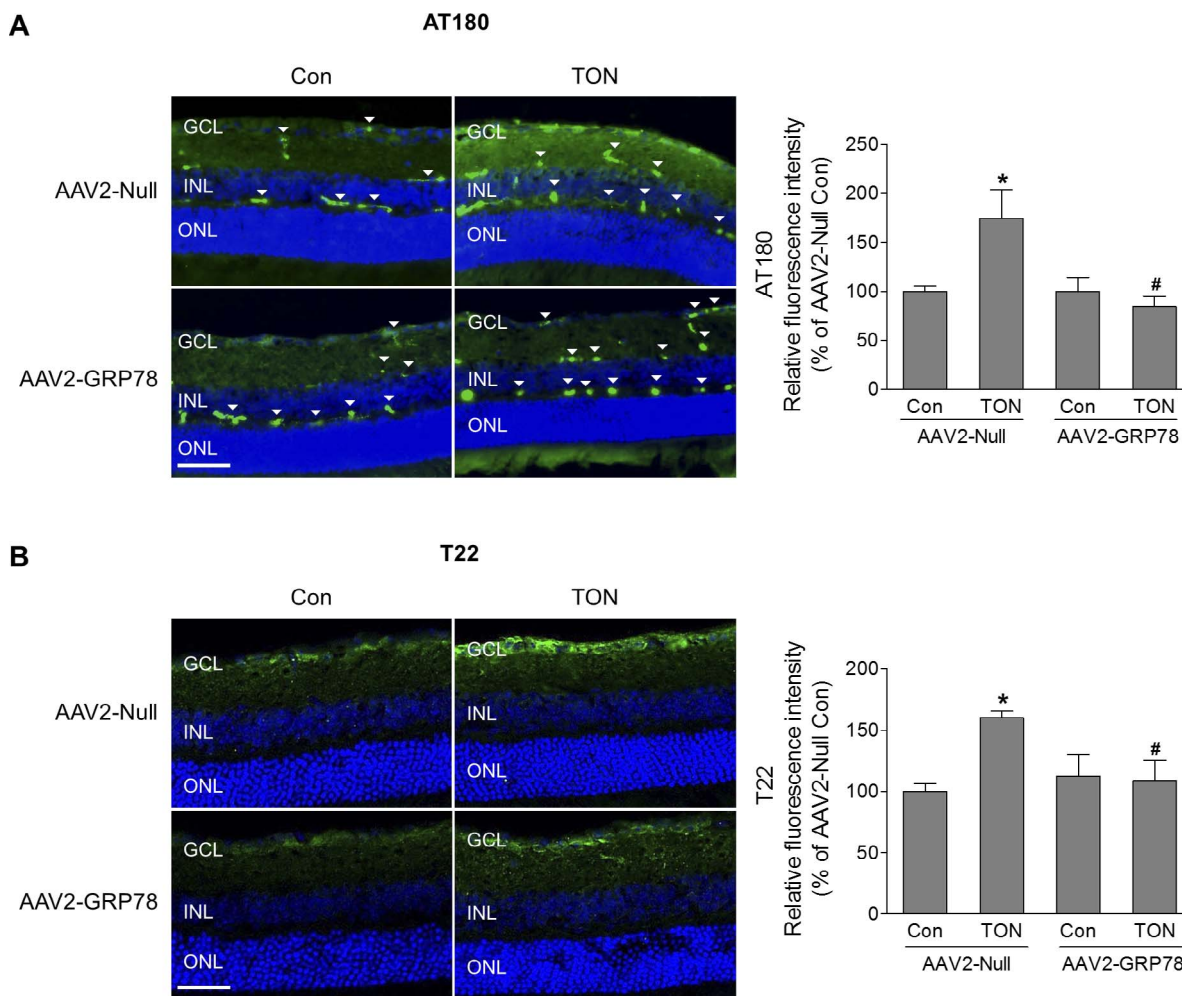 A
AT180
Con
TON
AAV2-Null
GCL
INL
ONL
GCL
INL
ONL
AAV2-GRP78
GCL
INL
ONL
GCL
INL
ONL
AT180
Relative fluorescence intensity
(% of AAV2-Null Con)
250
200
150
100
50
0
*
#
Con
TON
Con
TON
AAV2-Null
AAV2-GRP78
B
T22
Con
TON
AAV2-Null
GCL
INL
ONL
GCL
INL
ONL
AAV2-GRP78
GCL
INL
ONL
GCL
INL
ONL
T22
Relative fluorescence intensity
(% of AAV2-Null Con)
200
150
100
50
0
*
#
Con
TON
Con
TON
AAV2-Null
AAV2-GRP78